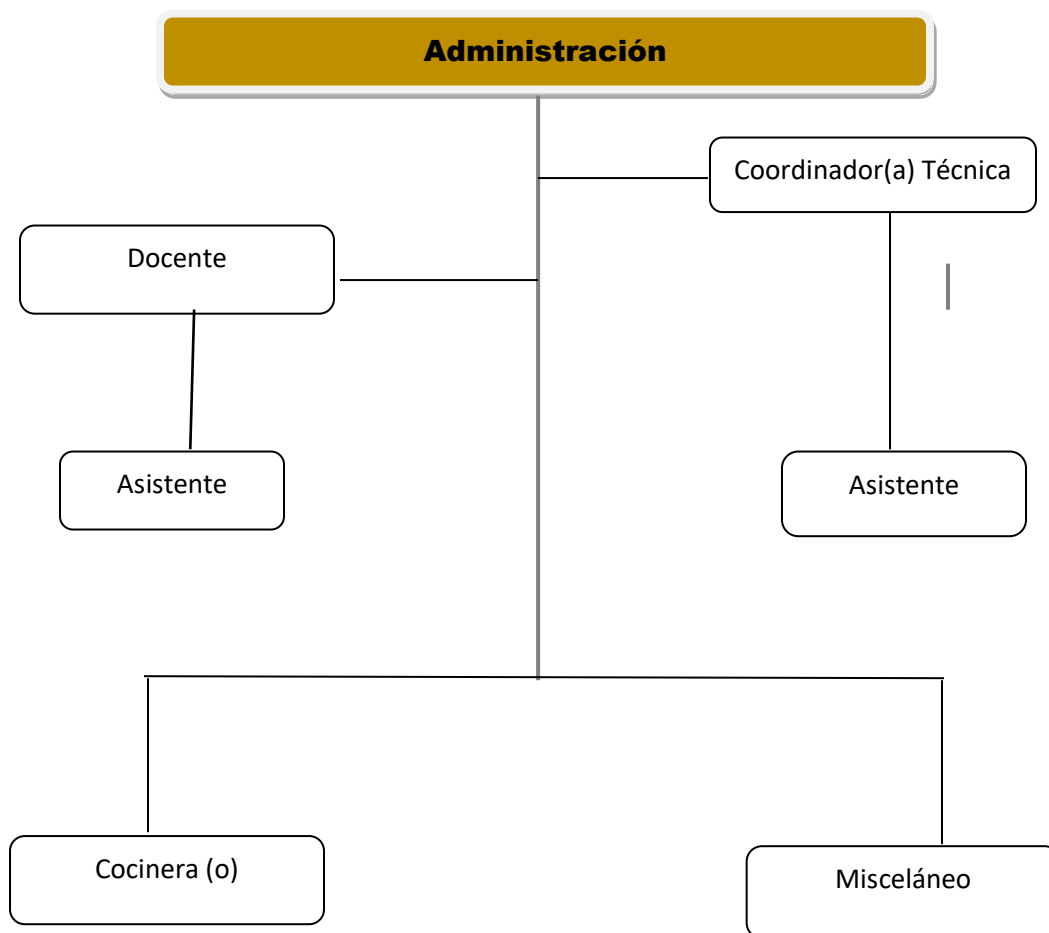 Administración
Coordinador(a) Técnica
Docente
Asistente
Asistente
Cocinera (o)
Misceláneo